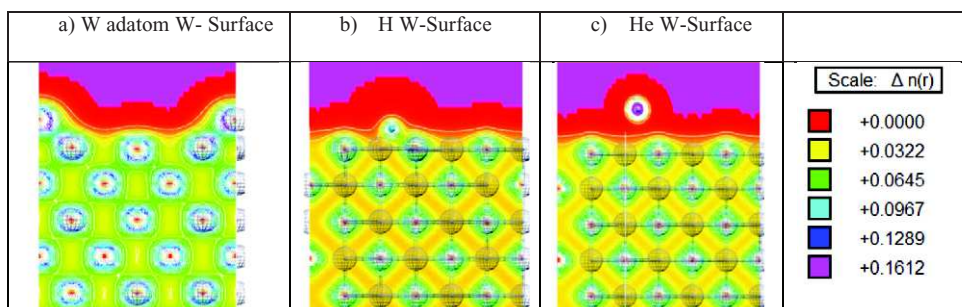 a) W adatom W- Surface
b) H W-Surface
c) He W-Surface
Scale: Δ n(r)
+0.0000
+0.0322
+0.0645
+0.0967
+0.1289
+0.1612